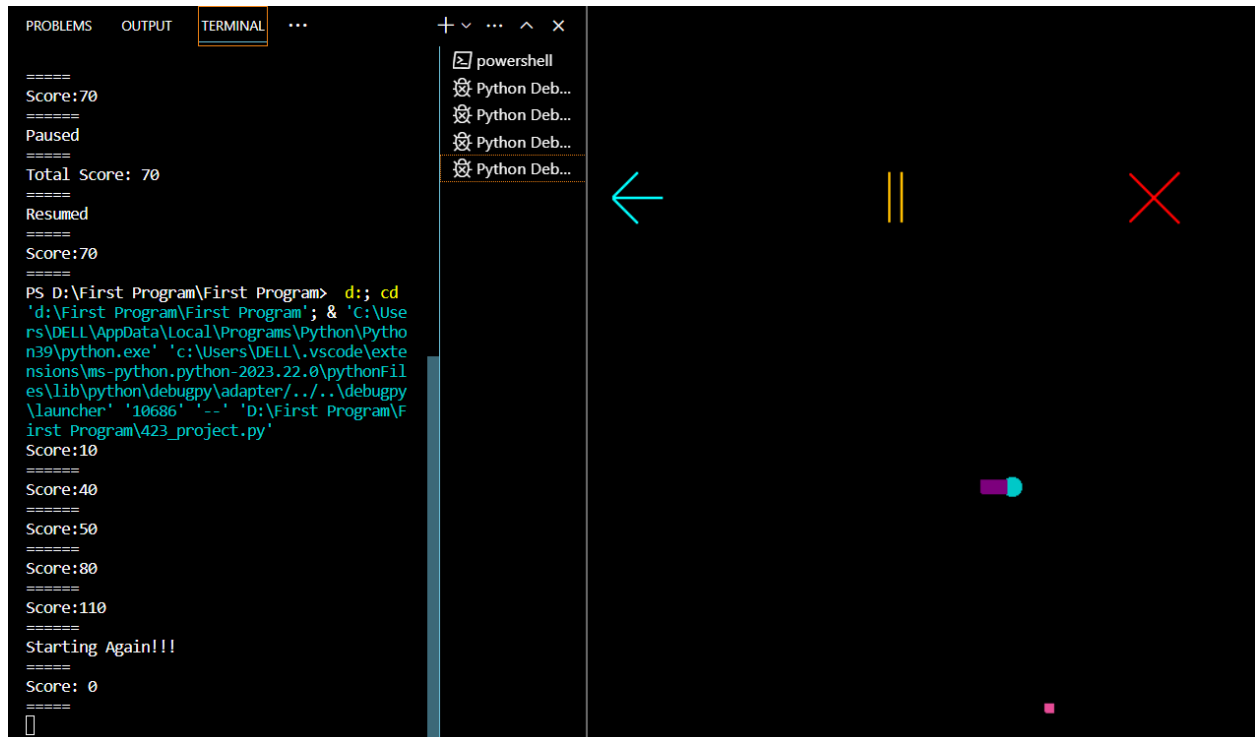 PROBLEMS OUTPUT TERMINAL ...
=====
Score:70
======
Paused
=====
Total Score: 70
=====
Resumed
=====
Score:70
=====
PS D:\First Program\First Program>  d:; cd
'd:\First Program\First Program'; & 'C:\Use
rs\DELL\AppData\Local\Programs\Python\Pytho
n39\python.exe' 'c:\Users\DELL\.vscode\exte
nsions\ms-python.python-2023.22.0\pythonFil
es\lib\python\debugpy\adapter/../..\debugpy
\launcher' '10686' '--' 'D:\First Program\F
irst Program\423_project.py'
Score:10
======
Score:40
======
Score:50
======
Score:80
======
Score:110
======
Starting Again!!!
=====
Score: 0
=====
powershell
Python Deb...
Python Deb...
Python Deb...
Python Deb...